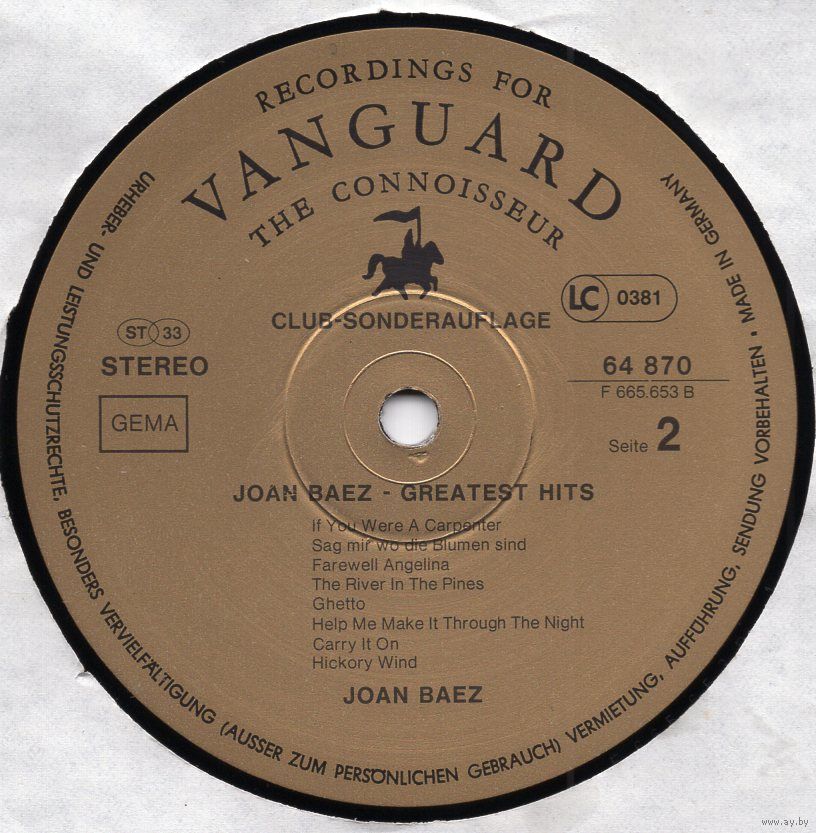 RECORDINGS FOR
VANGUARD
THE CONNOISSEUR
CLUB-SONDERAUFLAGE
LC 0381
ST 33
STEREO
GEMA
64 870
F 665.653 B
Seite 2
JOAN BAEZ - GREATEST HITS
If You Were A Carpenter
Sag mir wo die Blumen sind
Farewell Angelina
The River In The Pines
Ghetto
Help Me Make It Through The Night
Carry It On
Hickory Wind
JOAN BAEZ
URHEBER- UND LEISTUNGSSCHUTZRECHTE, BESONDERS VERVIELFÄLTIGUNG (AUSSER ZUM PERSÖNLICHEN GEBRAUCH) VERMIETUNG, AUFFÜHRUNG, SENDUNG VORBEHALTEN • MADE IN GERMANY
www.ay.by